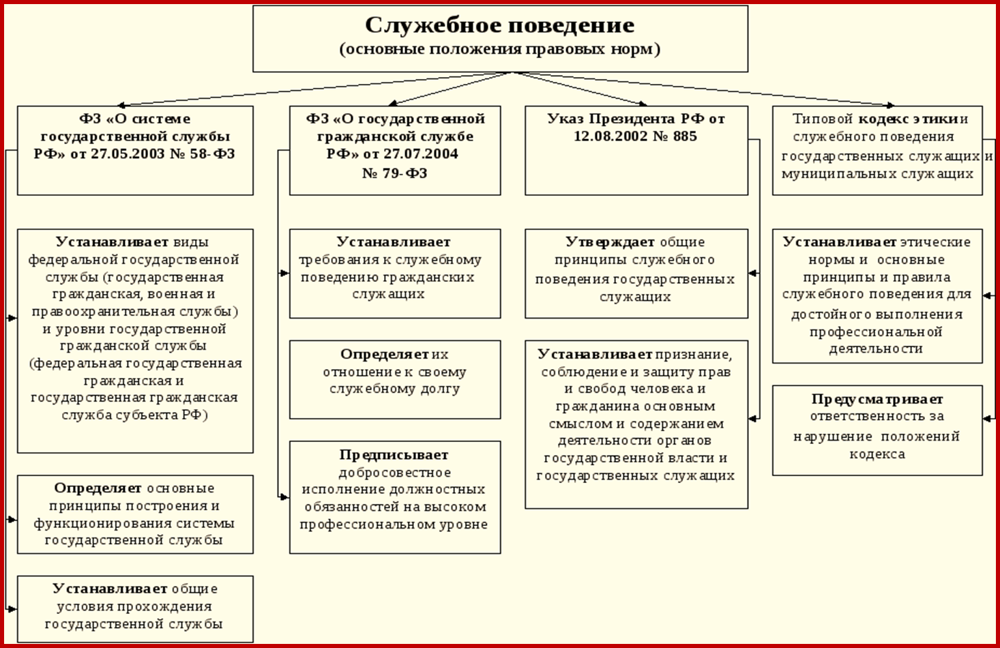 Служебное поведение
(основные положения правовых норм)
ФЗ «О системе
государственной службы
РФ» от 27.05.2003 № 58-ФЗ
ФЗ «О государственной
гражданской службе
РФ» от 27.07.2004
№ 79-ФЗ
Указ Президента РФ от
12.08.2002 № 885
Типовой кодекс этики и
служебного поведения
государственных служащих и
муниципальных служащих
Устанавливает виды
федеральной государственной
службы (государственная
гражданская, военная и
правоохранительная службы)
и уровни государственной
гражданской службы
(федеральная государственная
гражданская и
государственная гражданская
служба субъекта РФ)
Определяет основные
принципы построения и
функционирования системы
государственной службы
Устанавливает общие
условия прохождения
государственной службы
Устанавливает
требования к служебному
поведению гражданских
служащих
Определяет их
отношение к своему
служебному долгу
Предписывает
добросовестное
исполнение должностных
обязанностей на высоком
профессиональном уровне
Утверждает общие
принципы служебного
поведения государственных
служащих
Устанавливает признание,
соблюдение и защиту прав
и свобод человека и
гражданина основным
смыслом и содержанием
деятельности органов
государственной власти и
государственных служащих
Устанавливает этические
нормы и основные
принципы и правила
служебного поведения для
достойного выполнения
профессиональной
деятельности
Предусматривает
ответственность за
нарушение положений
кодекса